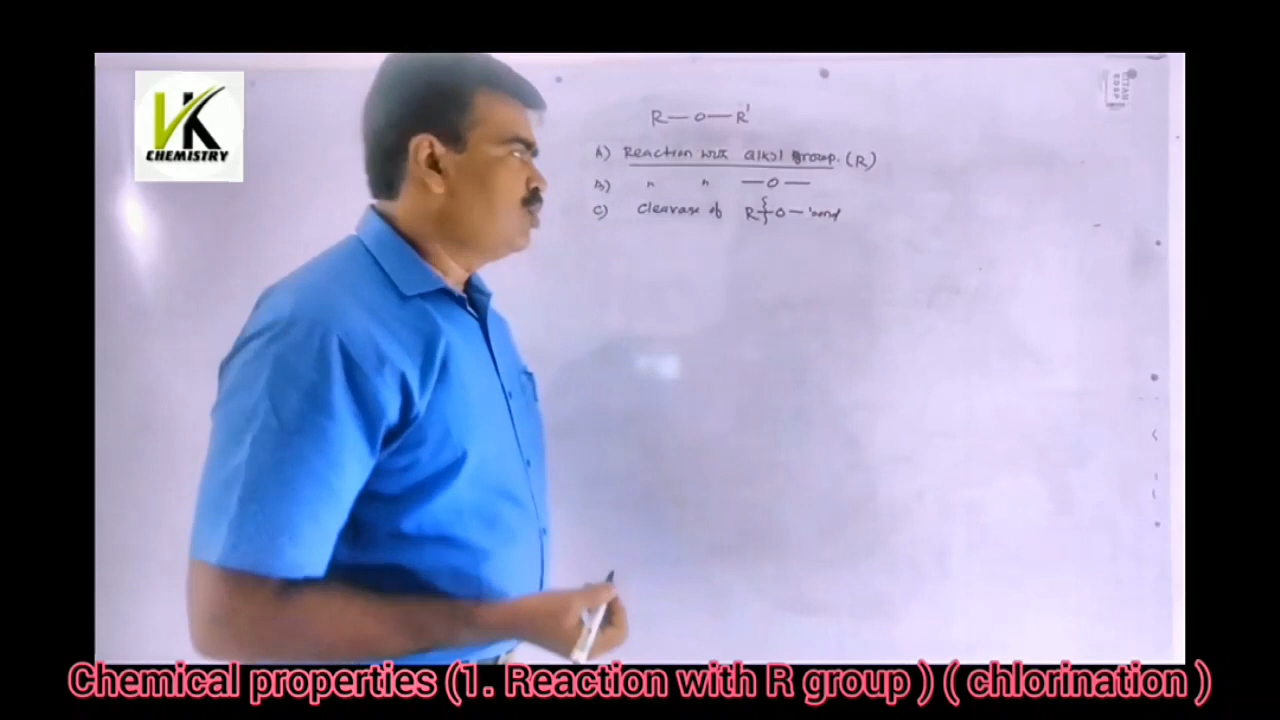 VK
CHEMISTRY
R—O—R'
A) Reaction with alkyl group. (R)
B) " " —O—
C) Cleavage of R}O— bond
Chemical properties (1. Reaction with R group ) ( chlorination )